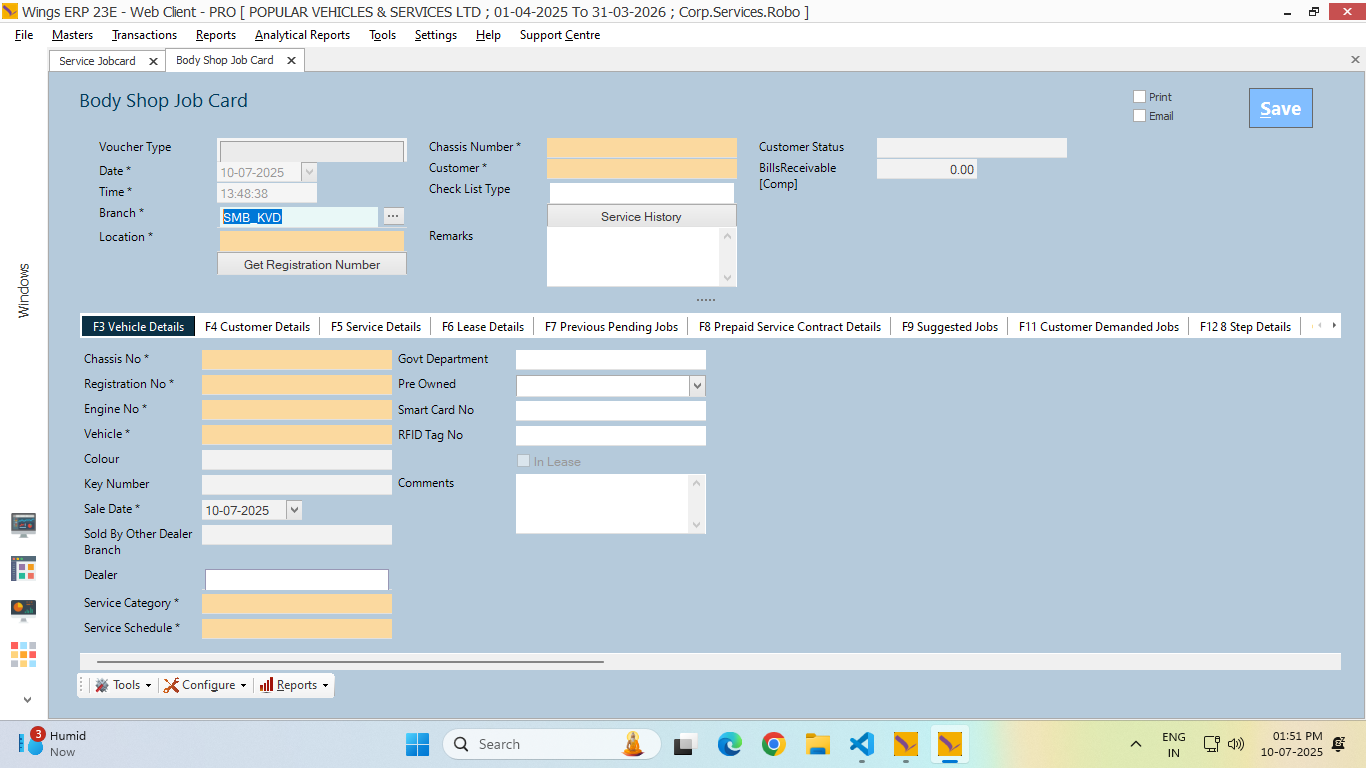 Wings ERP 23E - Web Client - PRO [ POPULAR VEHICLES & SERVICES LTD ; 01-04-2025 To 31-03-2026 ; Corp.Services.Robo ]
File Masters Transactions Reports Analytical Reports Tools Settings Help Support Centre
Service Jobcard Body Shop Job Card
Body Shop Job Card
Print
Email
Save
Voucher Type
Date * 10-07-2025
Time * 13:48:38
Branch * SMB_KVD ...
Location *
Get Registration Number
Chassis Number *
Customer *
Check List Type
Service History
Remarks
Customer Status
BillsReceivable [Comp] 0.00
Windows
F3 Vehicle Details F4 Customer Details F5 Service Details F6 Lease Details F7 Previous Pending Jobs F8 Prepaid Service Contract Details F9 Suggested Jobs F11 Customer Demanded Jobs F12 8 Step Details
Chassis No *
Registration No *
Engine No *
Vehicle *
Colour
Key Number
Sale Date * 10-07-2025
Sold By Other Dealer
Branch
Dealer
Service Category *
Service Schedule *
Govt Department
Pre Owned
Smart Card No
RFID Tag No
In Lease
Comments
Tools Configure Reports
3
Humid
Now
Search
ENG
IN
01:51 PM
10-07-2025